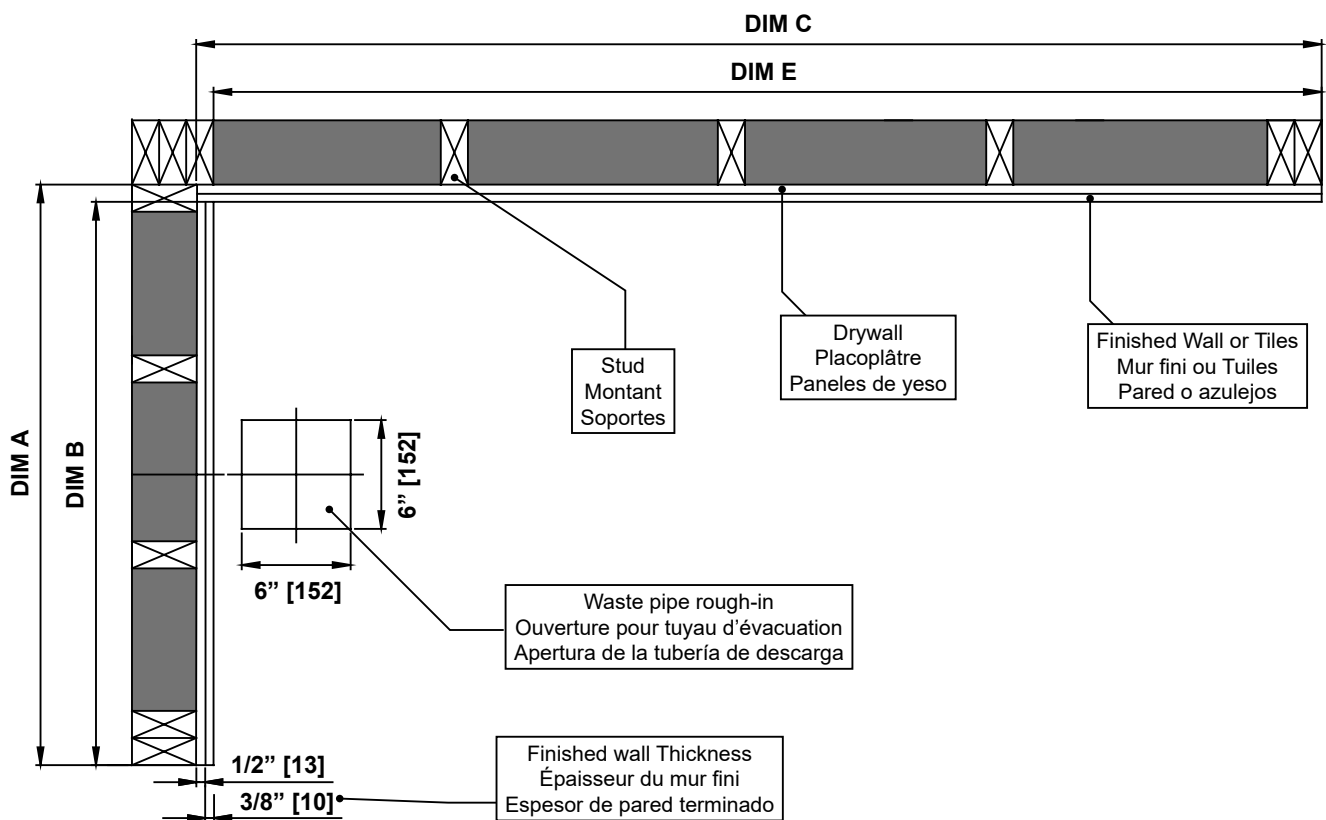 DIM C
DIM E
DIM A
DIM B
Stud
Montant
Soportes
Drywall
Placoplâtre
Paneles de yeso
Finished Wall or Tiles
Mur fini ou Tuiles
Pared o azulejos
6” [152]
6” [152]
Waste pipe rough-in
Ouverture pour tuyau d’évacuation
Apertura de la tubería de descarga
1/2” [13]
3/8” [10]
Finished wall Thickness
Épaisseur du mur fini
Espesor de pared terminado